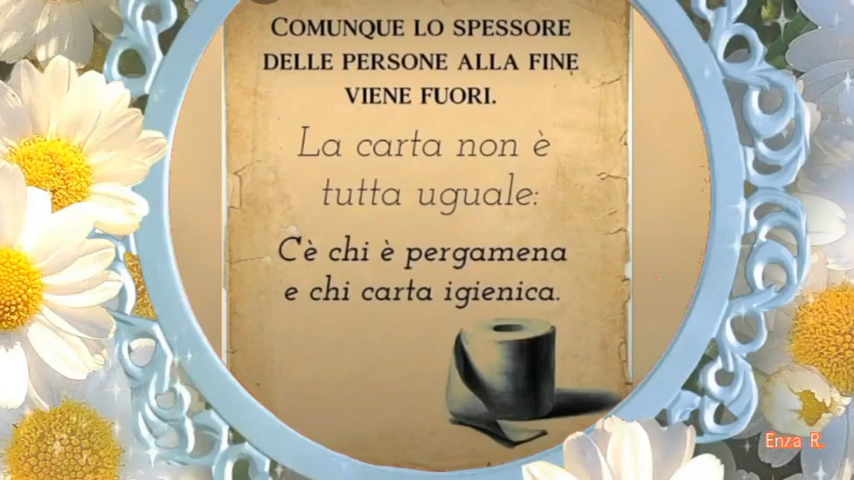 COMUNQUE LO SPESSORE
DELLE PERSONE ALLA FINE
VIENE FUORI.
La carta non è
tutta uguale:
C'è chi è pergamena
e chi carta igienica.
Enza R.